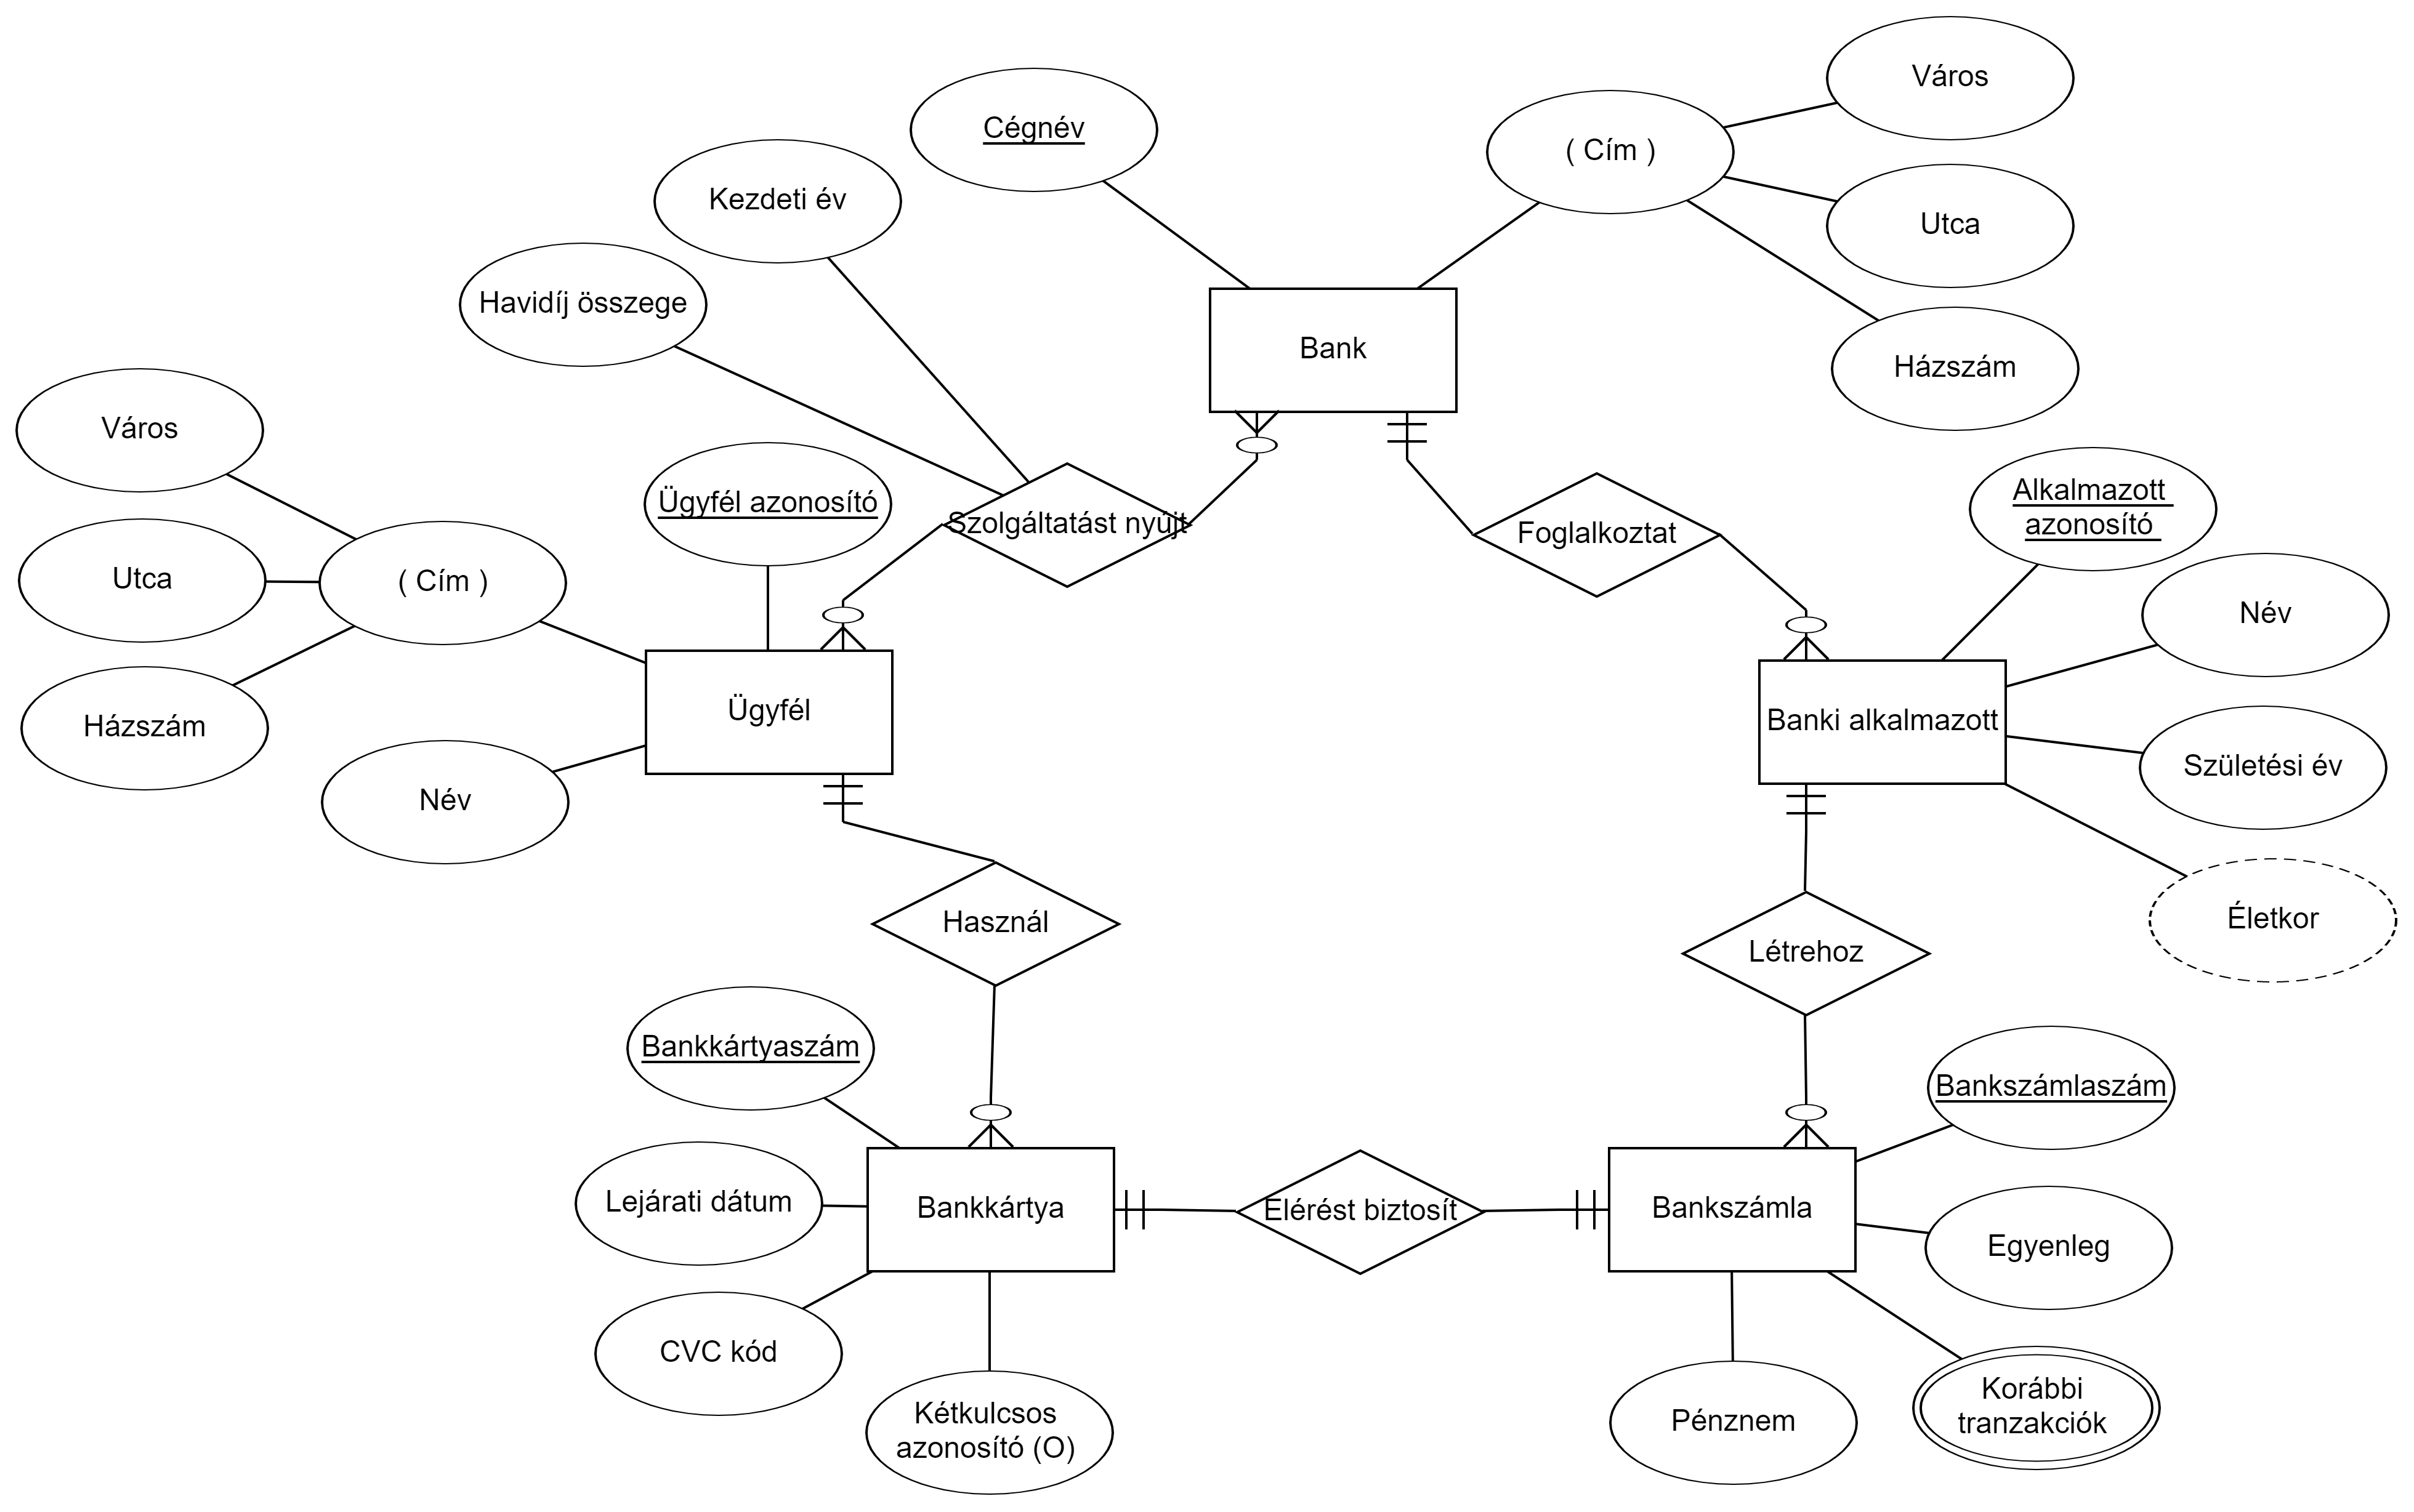 Város
Cégnév
( Cím )
Kezdeti év
Utca
Havidíj összege
Bank
Házszám
Város
Alkalmazott
azonosító
Ügyfél azonosító
Szolgáltatást nyújt
Foglalkoztat
Utca
( Cím )
Név
Ügyfél
Banki alkalmazott
Házszám
Születési év
Név
Használ
Életkor
Létrehoz
Bankkártyaszám
Bankszámlaszám
Lejárati dátum
Bankkártya
Elérést biztosít
Bankszámla
Egyenleg
CVC kód
Kétkulcsos
azonosító (O)
Pénznem
Korábbi
tranzakciók